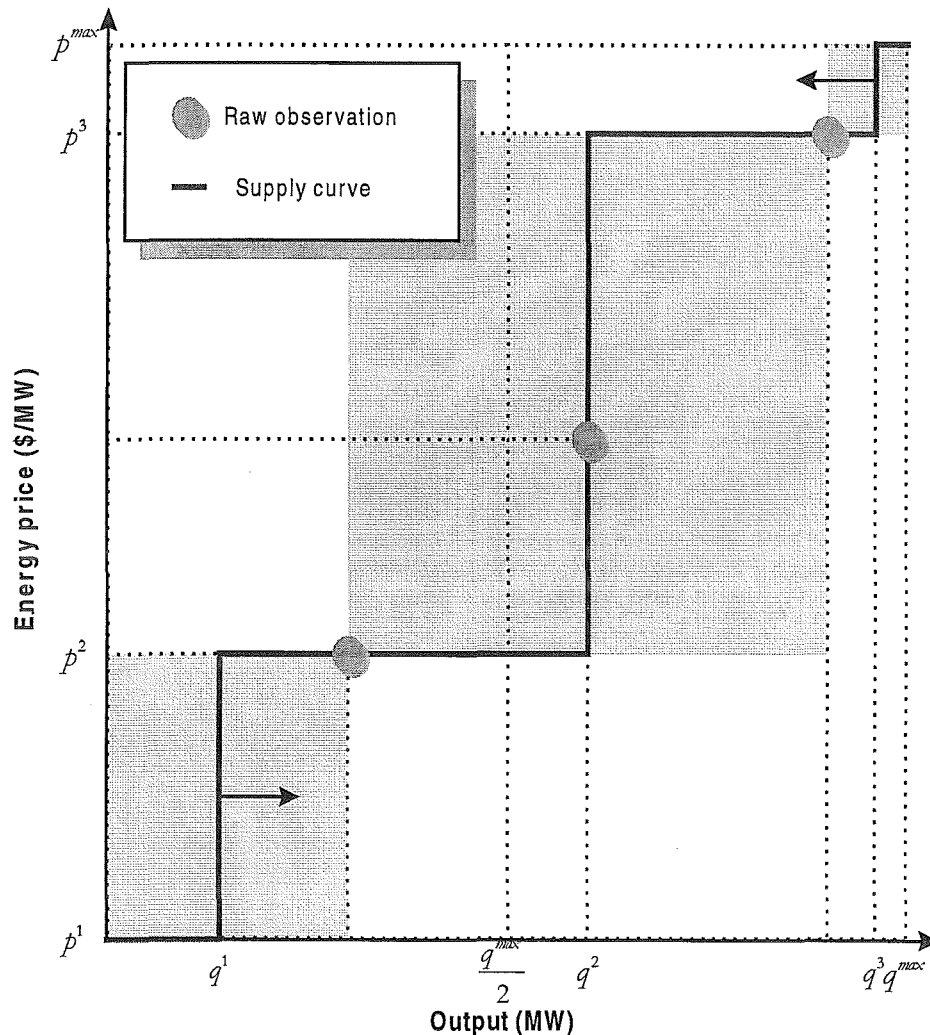 p^max
Raw observation
p^3
Supply curve
Energy price ($/MW)
p^2
p^1
q^1
q^max/2
q^2
q^3 q^max
Output (MW)